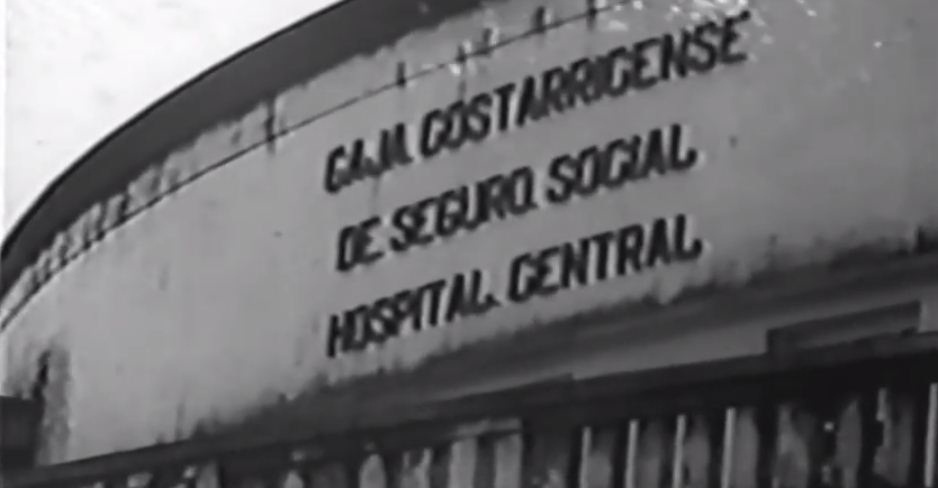 CAJA COSTARRICENSE
DE SEGURO SOCIAL
HOSPITAL CENTRAL